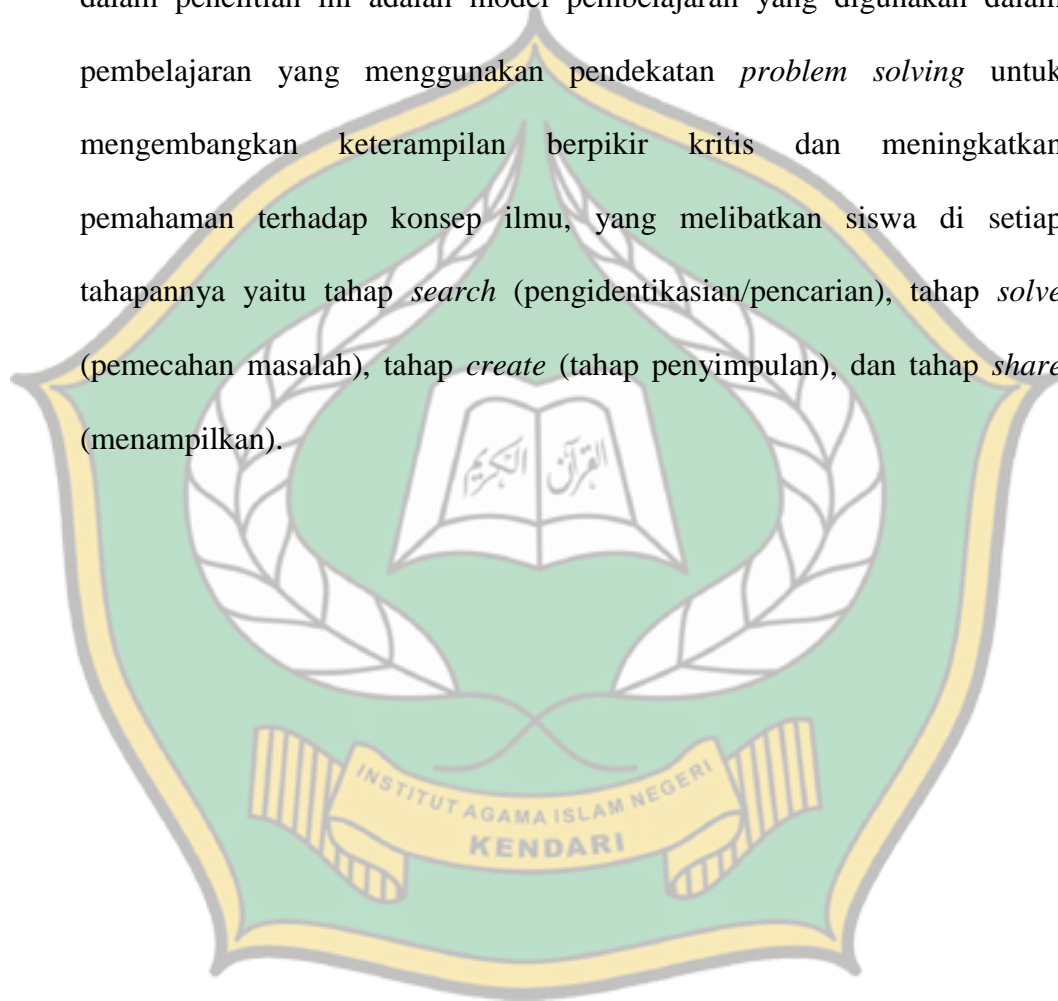 dalam penelitian ini adalah model pembelajaran yang digunakan dalam
pembelajaran yang menggunakan pendekatan problem solving untuk
mengembangkan keterampilan berpikir kritis dan meningkatkan
pemahaman terhadap konsep ilmu, yang melibatkan siswa di setiap
tahapannya yaitu tahap search (pengidentikasian/pencarian), tahap solve
(pemecahan masalah), tahap create (tahap penyimpulan), dan tahap share
(menampilkan).
القرآن الكريم
INSTITUT AGAMA ISLAM NEGERI
KENDARI